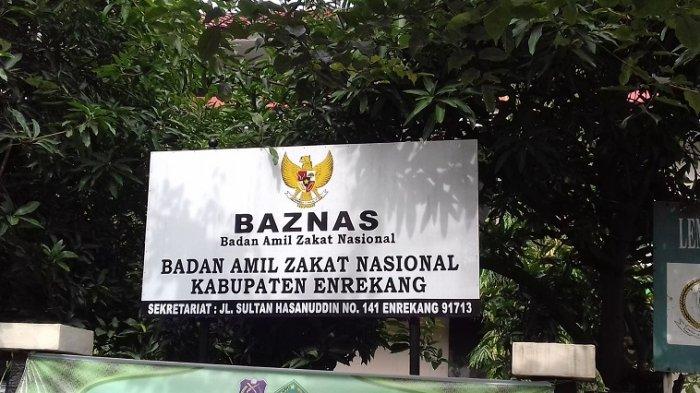 BAZNAS
Badan Amil Zakat Nasional
BADAN AMIL ZAKAT NASIONAL
KABUPATEN ENREKANG
SEKRETARIAT : JL. SULTAN HASANUDDIN NO. 141 ENREKANG 91713
LEM